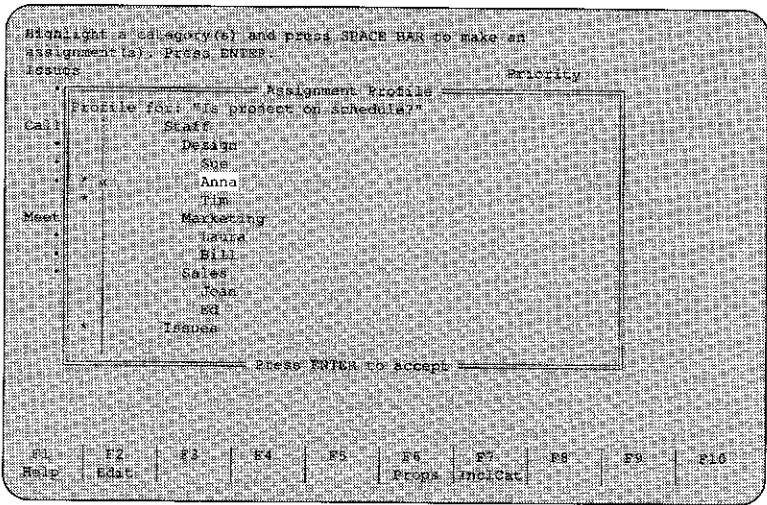 Highlight a category(s) and press SPACE BAR to make an
assignment(s). Press ENTER.
Issues Priority
Assignment Profile
Profile for: "Is project on schedule?"
Call Staff
Design
Sue
* Anna
* Tim
Meet Marketing
Laura
Bill
Sales
Joan
Ed
* Issues
Press ENTER to accept
F1 F2 F3 F4 F5 F6 F7 F8 F9 F10
Help Edit Props InclCat